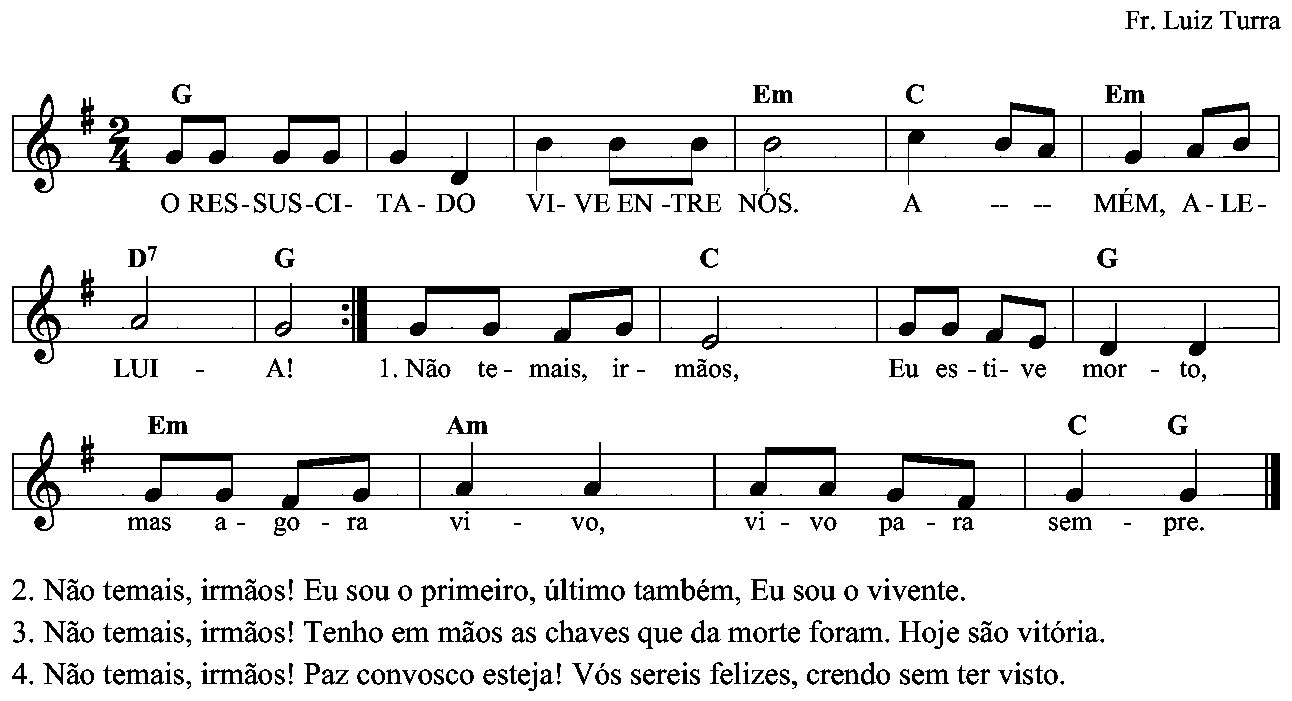 Fr. Luiz Turra
G Em C Em
2/4
O RES-SUS-CI- TA-DO VI-VE EN-TRE NÓS. A -- -- MÉM, A-LE-
D7 G C G
LUI - A! 1. Não te-mais, ir-mãos, Eu es-ti-ve mor-to,
Em Am C G
mas a-go-ra vi-vo, vi-vo pa-ra sem-pre.
2. Não temais, irmãos! Eu sou o primeiro, último também, Eu sou o vivente.
3. Não temais, irmãos! Tenho em mãos as chaves que da morte foram. Hoje são vitória.
4. Não temais, irmãos! Paz convosco esteja! Vós sereis felizes, crendo sem ter visto.